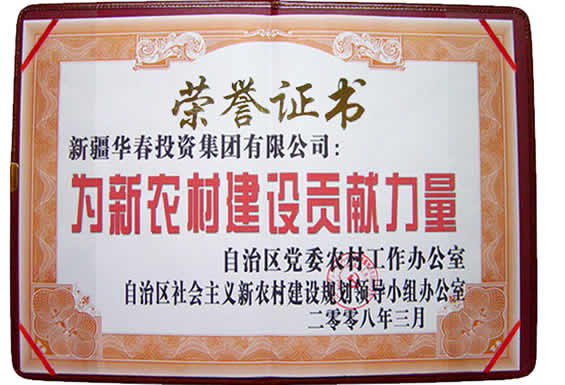 荣誉证书
新疆华春投资集团有限公司：
为新农村建设贡献力量
自治区党委农村工作办公室
自治区社会主义新农村建设规划领导小组办公室
二零零八年三月